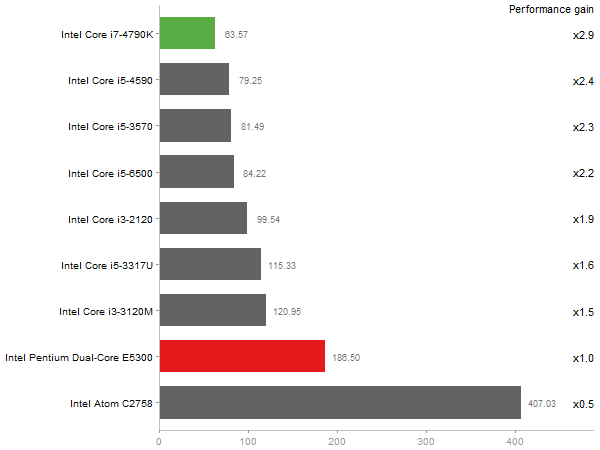 Performance gain
Intel Core i7-4790K 63.57 x2.9
Intel Core i5-4590 79.25 x2.4
Intel Core i5-3570 81.49 x2.3
Intel Core i5-6500 84.22 x2.2
Intel Core i3-2120 99.54 x1.9
Intel Core i5-3317U 115.33 x1.6
Intel Core i3-3120M 120.95 x1.5
Intel Pentium Dual-Core E5300 186.50 x1.0
Intel Atom C2758 407.03 x0.5
0 100 200 300 400